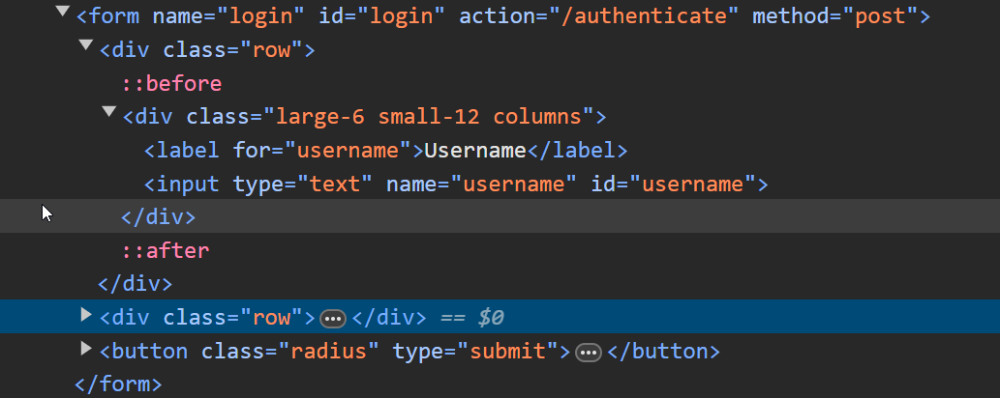 <form name="login" id="login" action="/authenticate" method="post">
<div class="row">
::before
<div class="large-6 small-12 columns">
<label for="username">Username</label>
<input type="text" name="username" id="username">
</div>
::after
</div>
<div class="row">…</div> == $0
<button class="radius" type="submit">…</button>
</form>